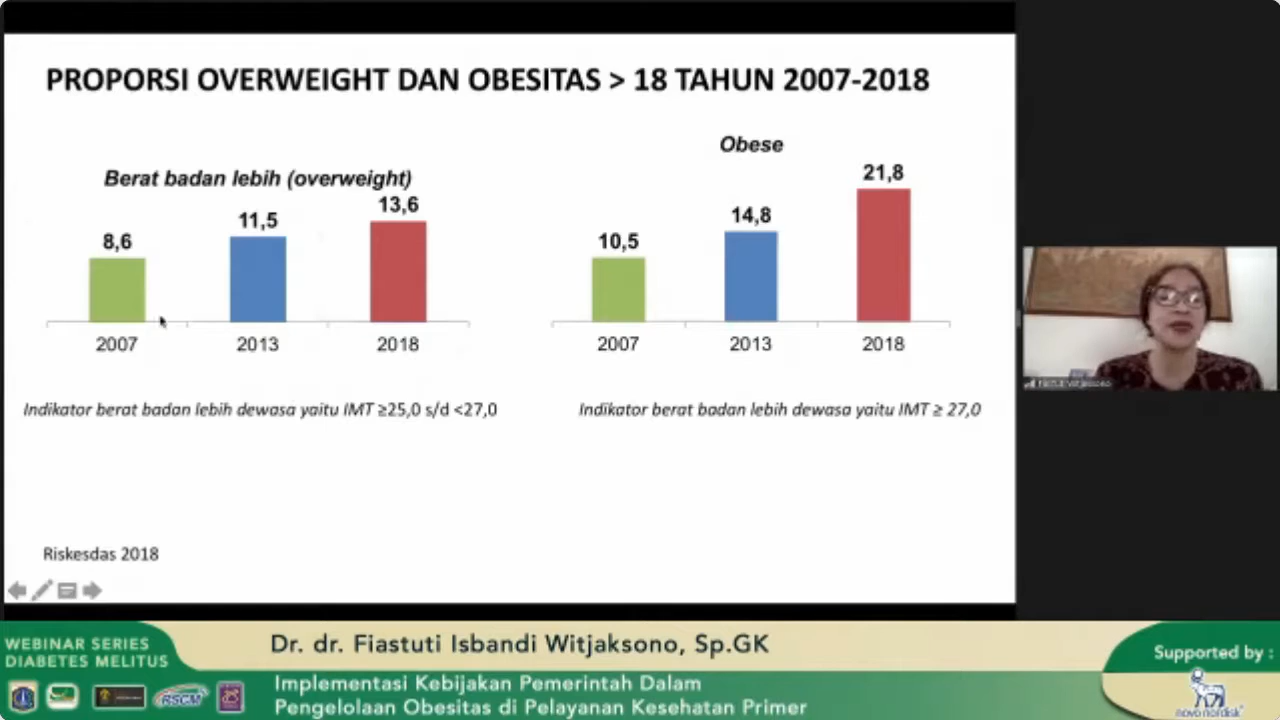 PROPORSI OVERWEIGHT DAN OBESITAS > 18 TAHUN 2007-2018
Berat badan lebih (overweight)
8,6
11,5
13,6
2007
2013
2018
Indikator berat badan lebih dewasa yaitu IMT ≥25,0 s/d <27,0
Obese
10,5
14,8
21,8
2007
2013
2018
Indikator berat badan lebih dewasa yaitu IMT ≥ 27,0
Riskesdas 2018
WEBINAR SERIES
DIABETES MELITUS
Dr. dr. Fiastuti Isbandi Witjaksono, Sp.GK
Implementasi Kebijakan Pemerintah Dalam
Pengelolaan Obesitas di Pelayanan Kesehatan Primer
Supported by :
novo nordisk
RSCM